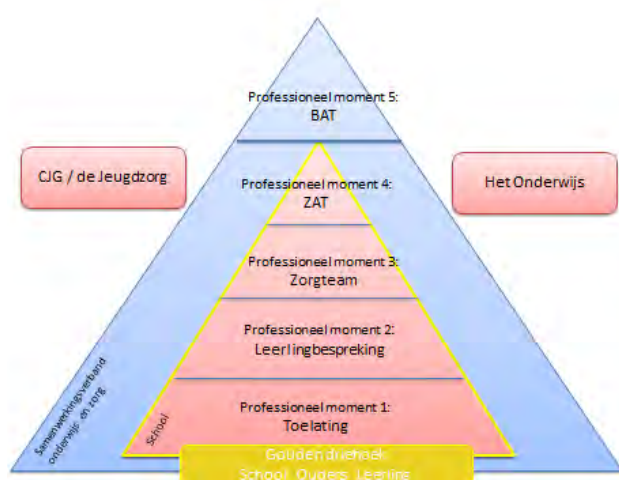 Professioneel moment 5:
BAT
CJG / de Jeugdzorg
Het Onderwijs
Professioneel moment 4:
ZAT
Professioneel moment 3:
Zorgteam
Professioneel moment 2:
Leerlingbespreking
Professioneel moment 1:
Toelating
Samenwerkingsverband
onderwijs en zorg
School
Gouden driehoek
School Ouders Leerling